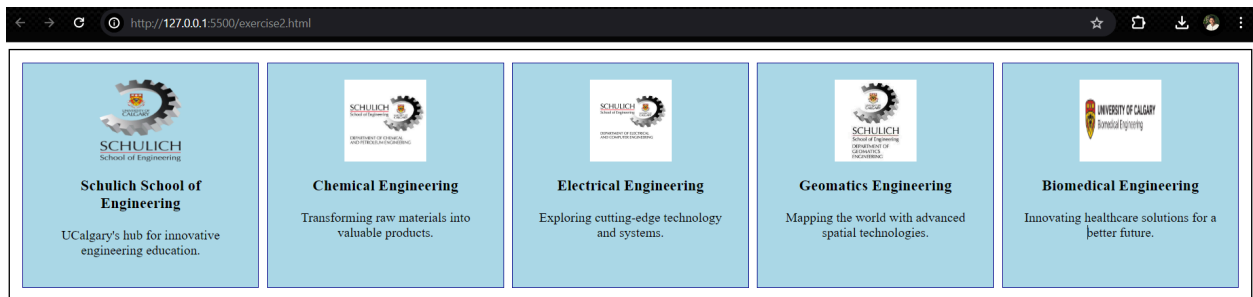 http://127.0.0.1:5500/exercise2.html
SCHULICH
School of Engineering
Schulich School of
Engineering
UCalgary's hub for innovative
engineering education.
SCHULICH
School of Engineering
DEPARTMENT OF CHEMICAL
AND PETROLEUM ENGINEERING
Chemical Engineering
Transforming raw materials into
valuable products.
SCHULICH
School of Engineering
DEPARTMENT OF ELECTRICAL
AND COMPUTER ENGINEERING
Electrical Engineering
Exploring cutting-edge technology
and systems.
SCHULICH
School of Engineering
DEPARTMENT OF
GEOMATICS
ENGINEERING
Geomatics Engineering
Mapping the world with advanced
spatial technologies.
UNIVERSITY OF CALGARY
Biomedical Engineering
Biomedical Engineering
Innovating healthcare solutions for a
better future.